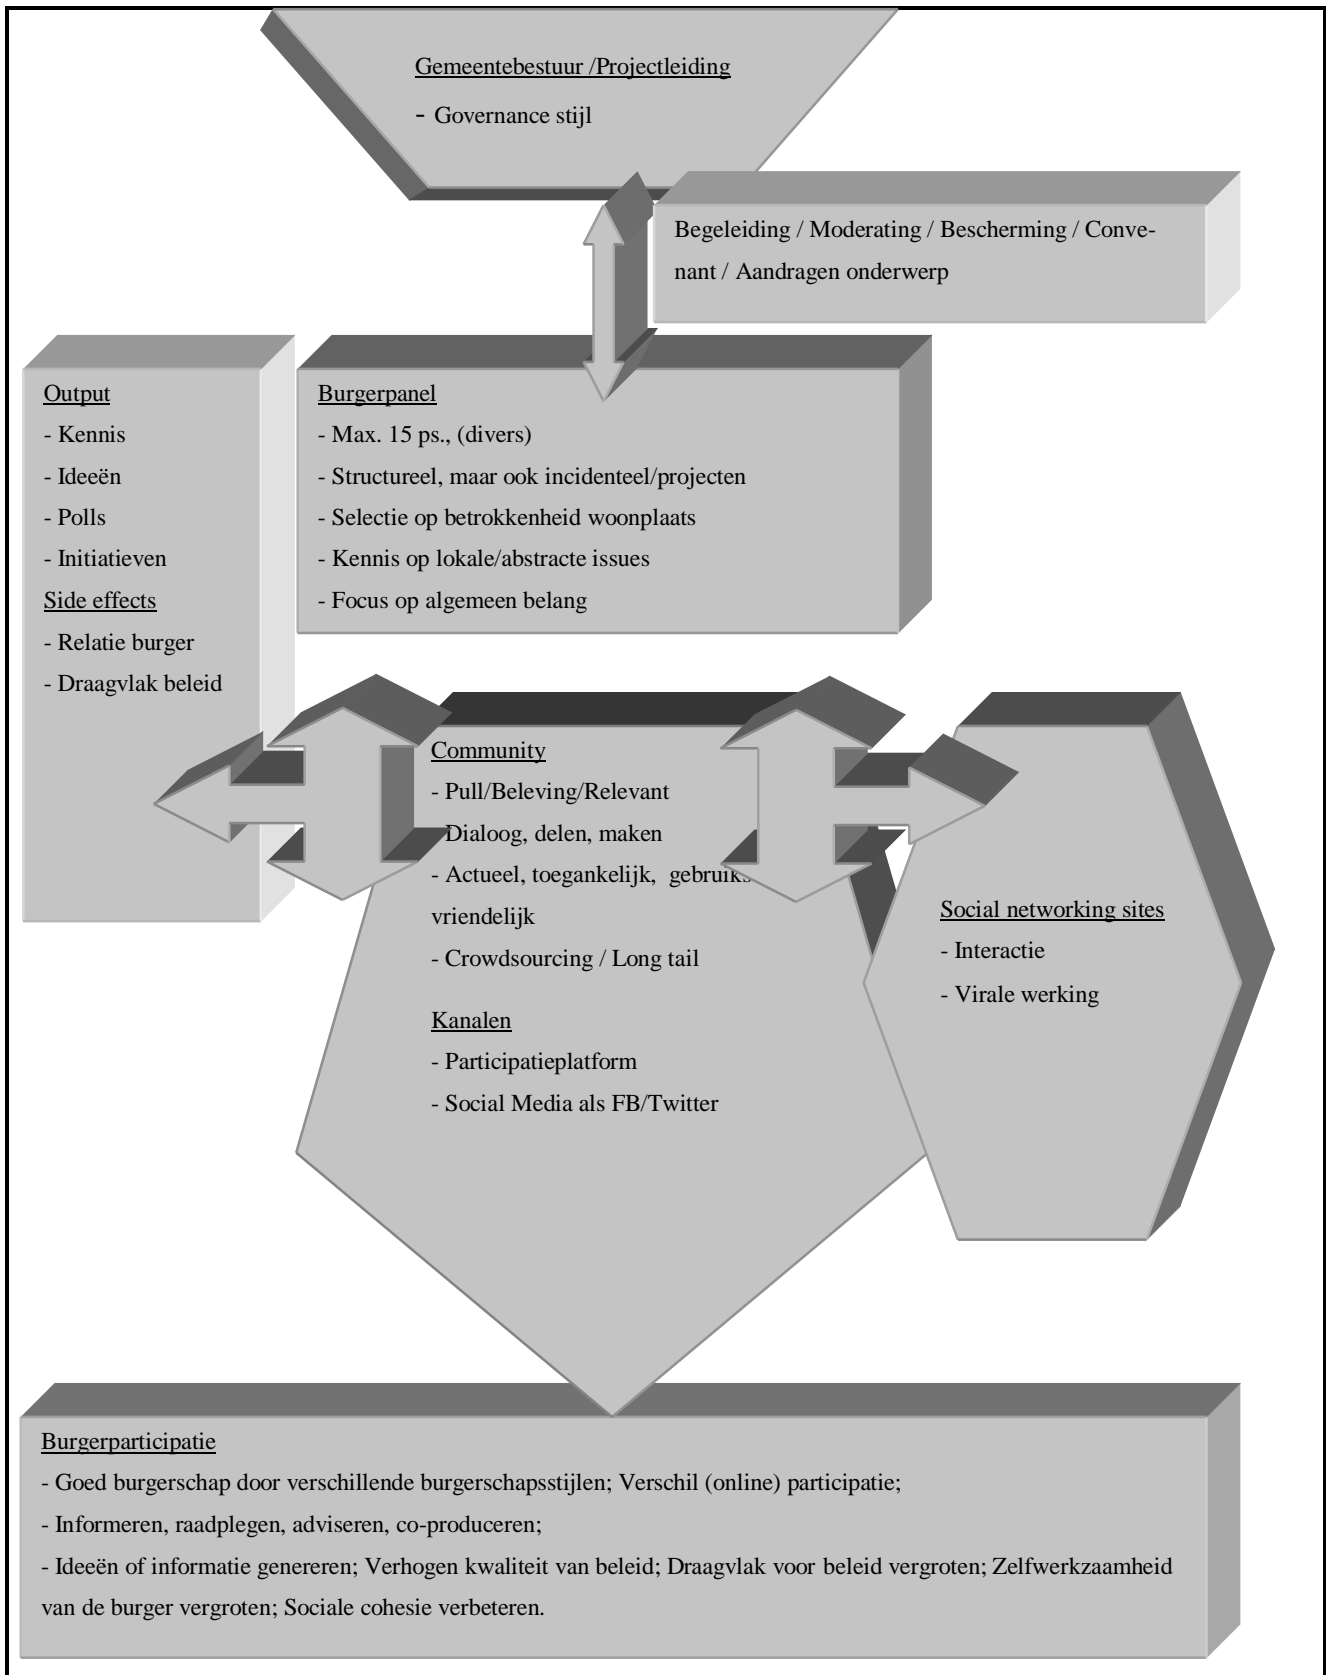 Gemeentebestuur /Projectleiding
- Governance stijl
Begeleiding / Moderating / Bescherming / Conve-
nant / Aandragen onderwerp
Output
- Kennis
- Ideeën
- Polls
- Initiatieven
Side effects
- Relatie burger
- Draagvlak beleid
Burgerpanel
- Max. 15 ps., (divers)
- Structureel, maar ook incidenteel/projecten
- Selectie op betrokkenheid woonplaats
- Kennis op lokale/abstracte issues
- Focus op algemeen belang
Community
- Pull/Beleving/Relevant
- Dialoog, delen, maken
- Actueel, toegankelijk, gebruiks
vriendelijk
- Crowdsourcing / Long tail
Kanalen
- Participatieplatform
- Social Media als FB/Twitter
Social networking sites
- Interactie
- Virale werking
Burgerparticipatie
- Goed burgerschap door verschillende burgerschapsstijlen; Verschil (online) participatie;
- Informeren, raadplegen, adviseren, co-produceren;
- Ideeën of informatie genereren; Verhogen kwaliteit van beleid; Draagvlak voor beleid vergroten; Zelfwerkzaamheid
van de burger vergroten; Sociale cohesie verbeteren.